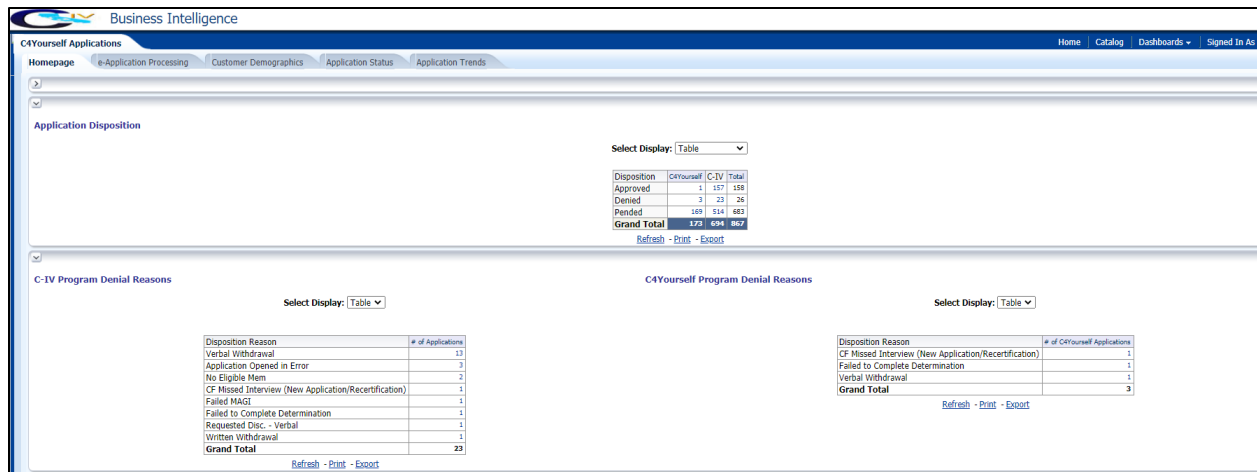 C-IV Business Intelligence
C4Yourself Applications Home Catalog Dashboards Signed In As
Homepage e-Application Processing Customer Demographics Application Status Application Trends
Application Disposition
Select Display: Table
Disposition C4Yourself C-IV Total
Approved 1 157 158
Denied 3 23 26
Pended 169 514 683
Grand Total 173 694 867
Refresh - Print - Export
C-IV Program Denial Reasons
Select Display: Table
Disposition Reason # of Applications
Verbal Withdrawal 13
Application Opened in Error 3
No Eligible Mem 2
CF Missed Interview (New Application/Recertification) 1
Failed MAGI 1
Failed to Complete Determination 1
Requested Disc. - Verbal 1
Written Withdrawal 1
Grand Total 23
Refresh - Print - Export
C4Yourself Program Denial Reasons
Select Display: Table
Disposition Reason # of C4Yourself Applications
CF Missed Interview (New Application/Recertification) 1
Failed to Complete Determination 1
Verbal Withdrawal 1
Grand Total 3
Refresh - Print - Export